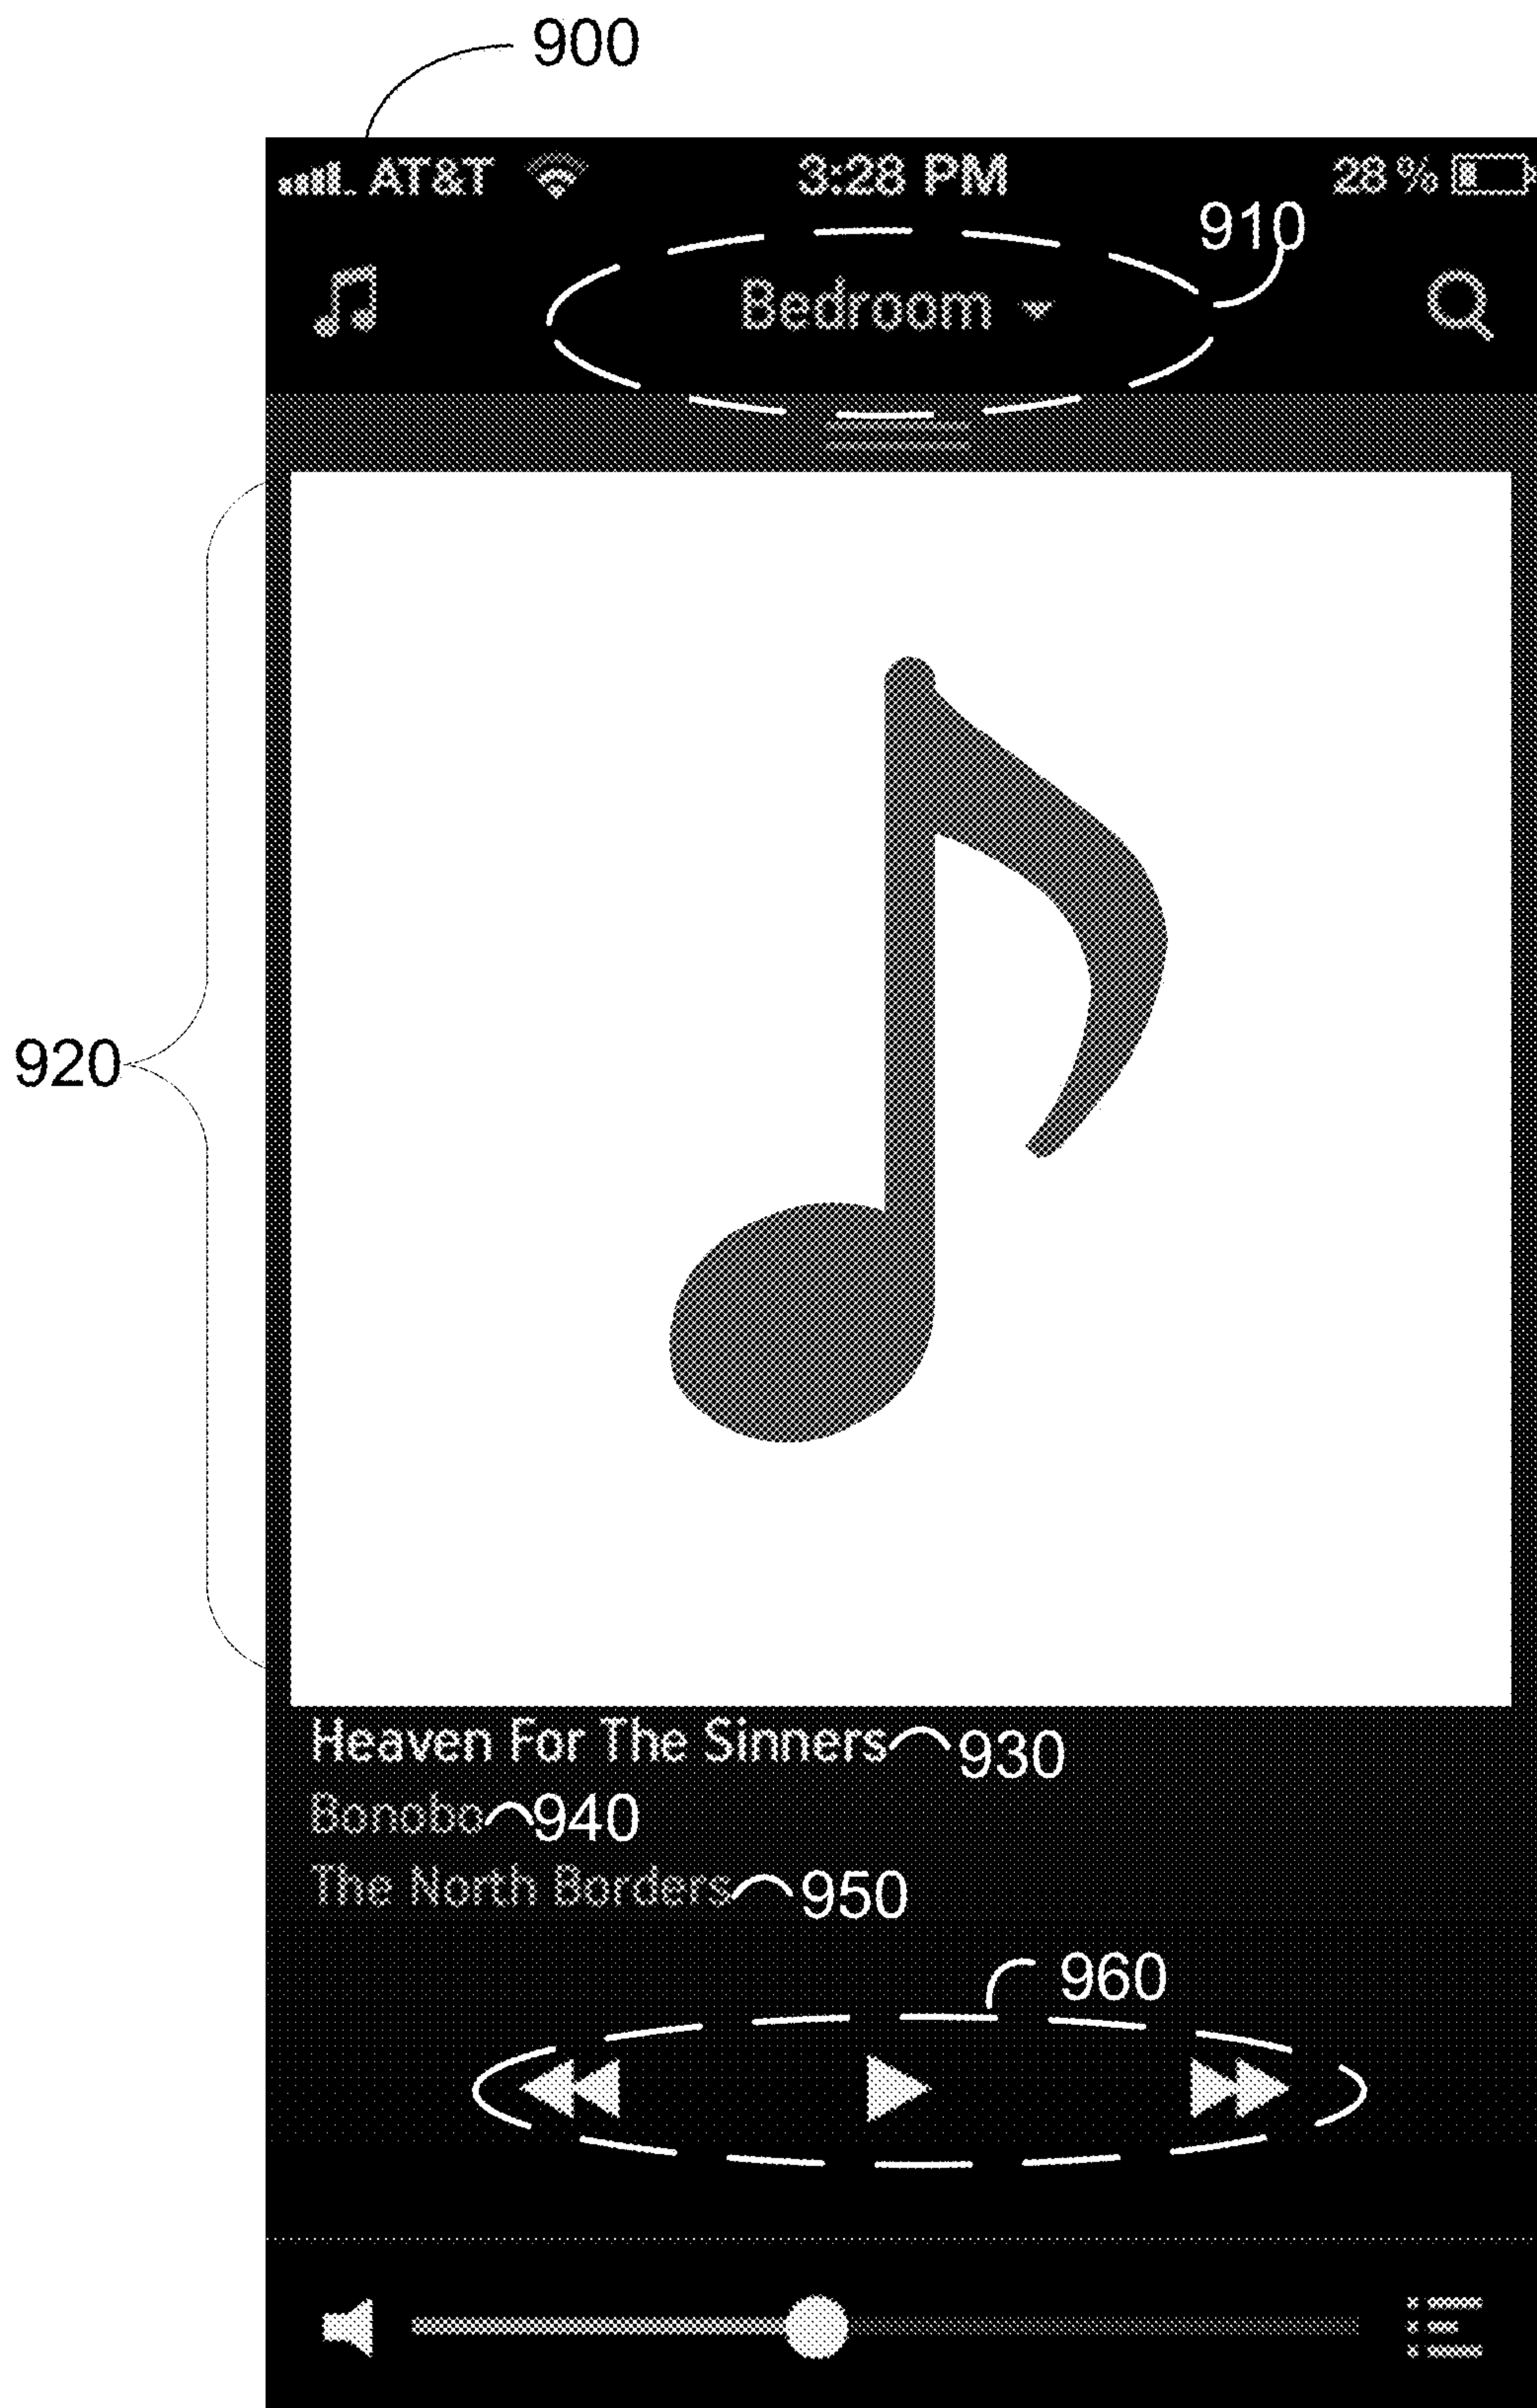 900
AT&T 3:28 PM 28 %
910
Bedroom
920
Heaven For The Sinners 930
Bonobo 940
The North Borders 950
960